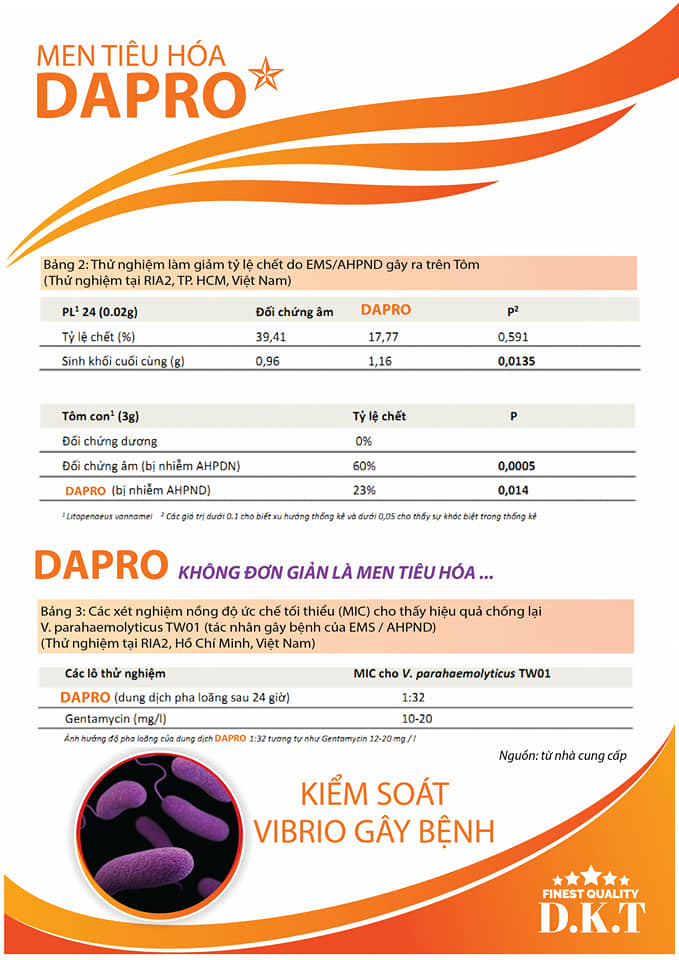 MEN TIÊU HÓA
DAPRO
Bảng 2: Thử nghiệm làm giảm tỷ lệ chết do EMS/AHPND gây ra trên Tôm
(Thử nghiệm tại RIA2, TP. HCM, Việt Nam)
PL¹ 24 (0.02g) Đối chứng âm DAPRO P²
Tỷ lệ chết (%) 39,41 17,77 0,591
Sinh khối cuối cùng (g) 0,96 1,16 0,0135
Tôm con¹ (3g) Tỷ lệ chết P
Đối chứng dương 0%
Đối chứng âm (bị nhiễm AHPDN) 60% 0,0005
DAPRO (bị nhiễm AHPND) 23% 0,014
¹ Litopenaeus vannamei ² Các giá trị dưới 0.1 cho biết xu hướng thống kê và dưới 0,05 cho thấy sự khác biệt trong thống kê
DAPRO KHÔNG ĐƠN GIẢN LÀ MEN TIÊU HÓA ...
Bảng 3: Các xét nghiệm nồng độ ức chế tối thiểu (MIC) cho thấy hiệu quả chống lại
V. parahaemolyticus TW01 (tác nhân gây bệnh của EMS / AHPND)
(Thử nghiệm tại RIA2, Hồ Chí Minh, Việt Nam)
Các lô thử nghiệm MIC cho V. parahaemolyticus TW01
DAPRO (dung dịch pha loãng sau 24 giờ) 1:32
Gentamycin (mg/l) 10-20
Ảnh hưởng độ pha loãng của dung dịch DAPRO 1:32 tương tự như Gentamycin 12-20 mg / l
Nguồn: từ nhà cung cấp
KIỂM SOÁT
VIBRIO GÂY BỆNH
FINEST QUALITY
D.K.T